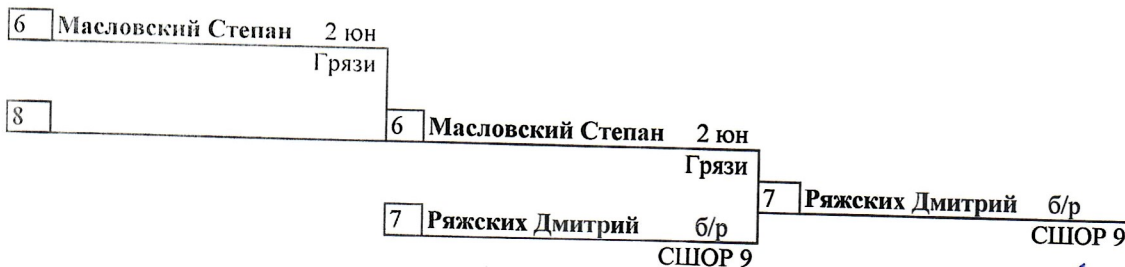 6 Масловский Степан 2 юн
Грязи
8
6 Масловский Степан 2 юн
Грязи
7 Ряжских Дмитрий б/р
СШОР 9
7 Ряжских Дмитрий б/р
СШОР 9